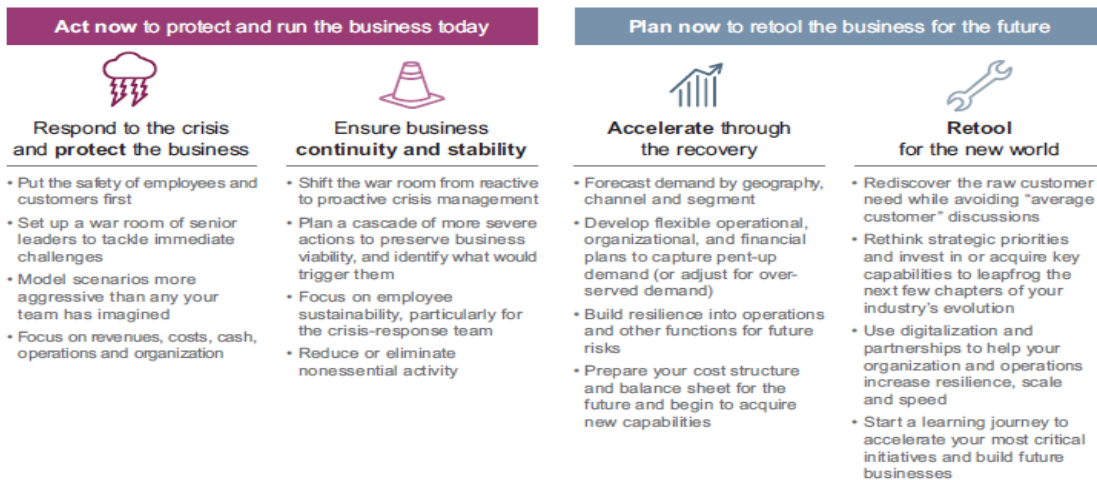 Act now to protect and run the business today
Respond to the crisis
and protect the business
• Put the safety of employees and
customers first
• Set up a war room of senior
leaders to tackle immediate
challenges
• Model scenarios more
aggressive than any your
team has imagined
• Focus on revenues, costs, cash,
operations and organization
Ensure business
continuity and stability
• Shift the war room from reactive
to proactive crisis management
• Plan a cascade of more severe
actions to preserve business
viability, and identify what would
trigger them
• Focus on employee
sustainability, particularly for
the crisis-response team
• Reduce or eliminate
nonessential activity
Plan now to retool the business for the future
Accelerate through
the recovery
• Forecast demand by geography,
channel and segment
• Develop flexible operational,
organizational, and financial
plans to capture pent-up
demand (or adjust for over-
served demand)
• Build resilience into operations
and other functions for future
risks
• Prepare your cost structure
and balance sheet for the
future and begin to acquire
new capabilities
Retool
for the new world
• Rediscover the raw customer
need while avoiding “average
customer” discussions
• Rethink strategic priorities
and invest in or acquire key
capabilities to leapfrog the
next few chapters of your
industry’s evolution
• Use digitalization and
partnerships to help your
organization and operations
increase resilience, scale
and speed
• Start a learning journey to
accelerate your most critical
initiatives and build future
businesses